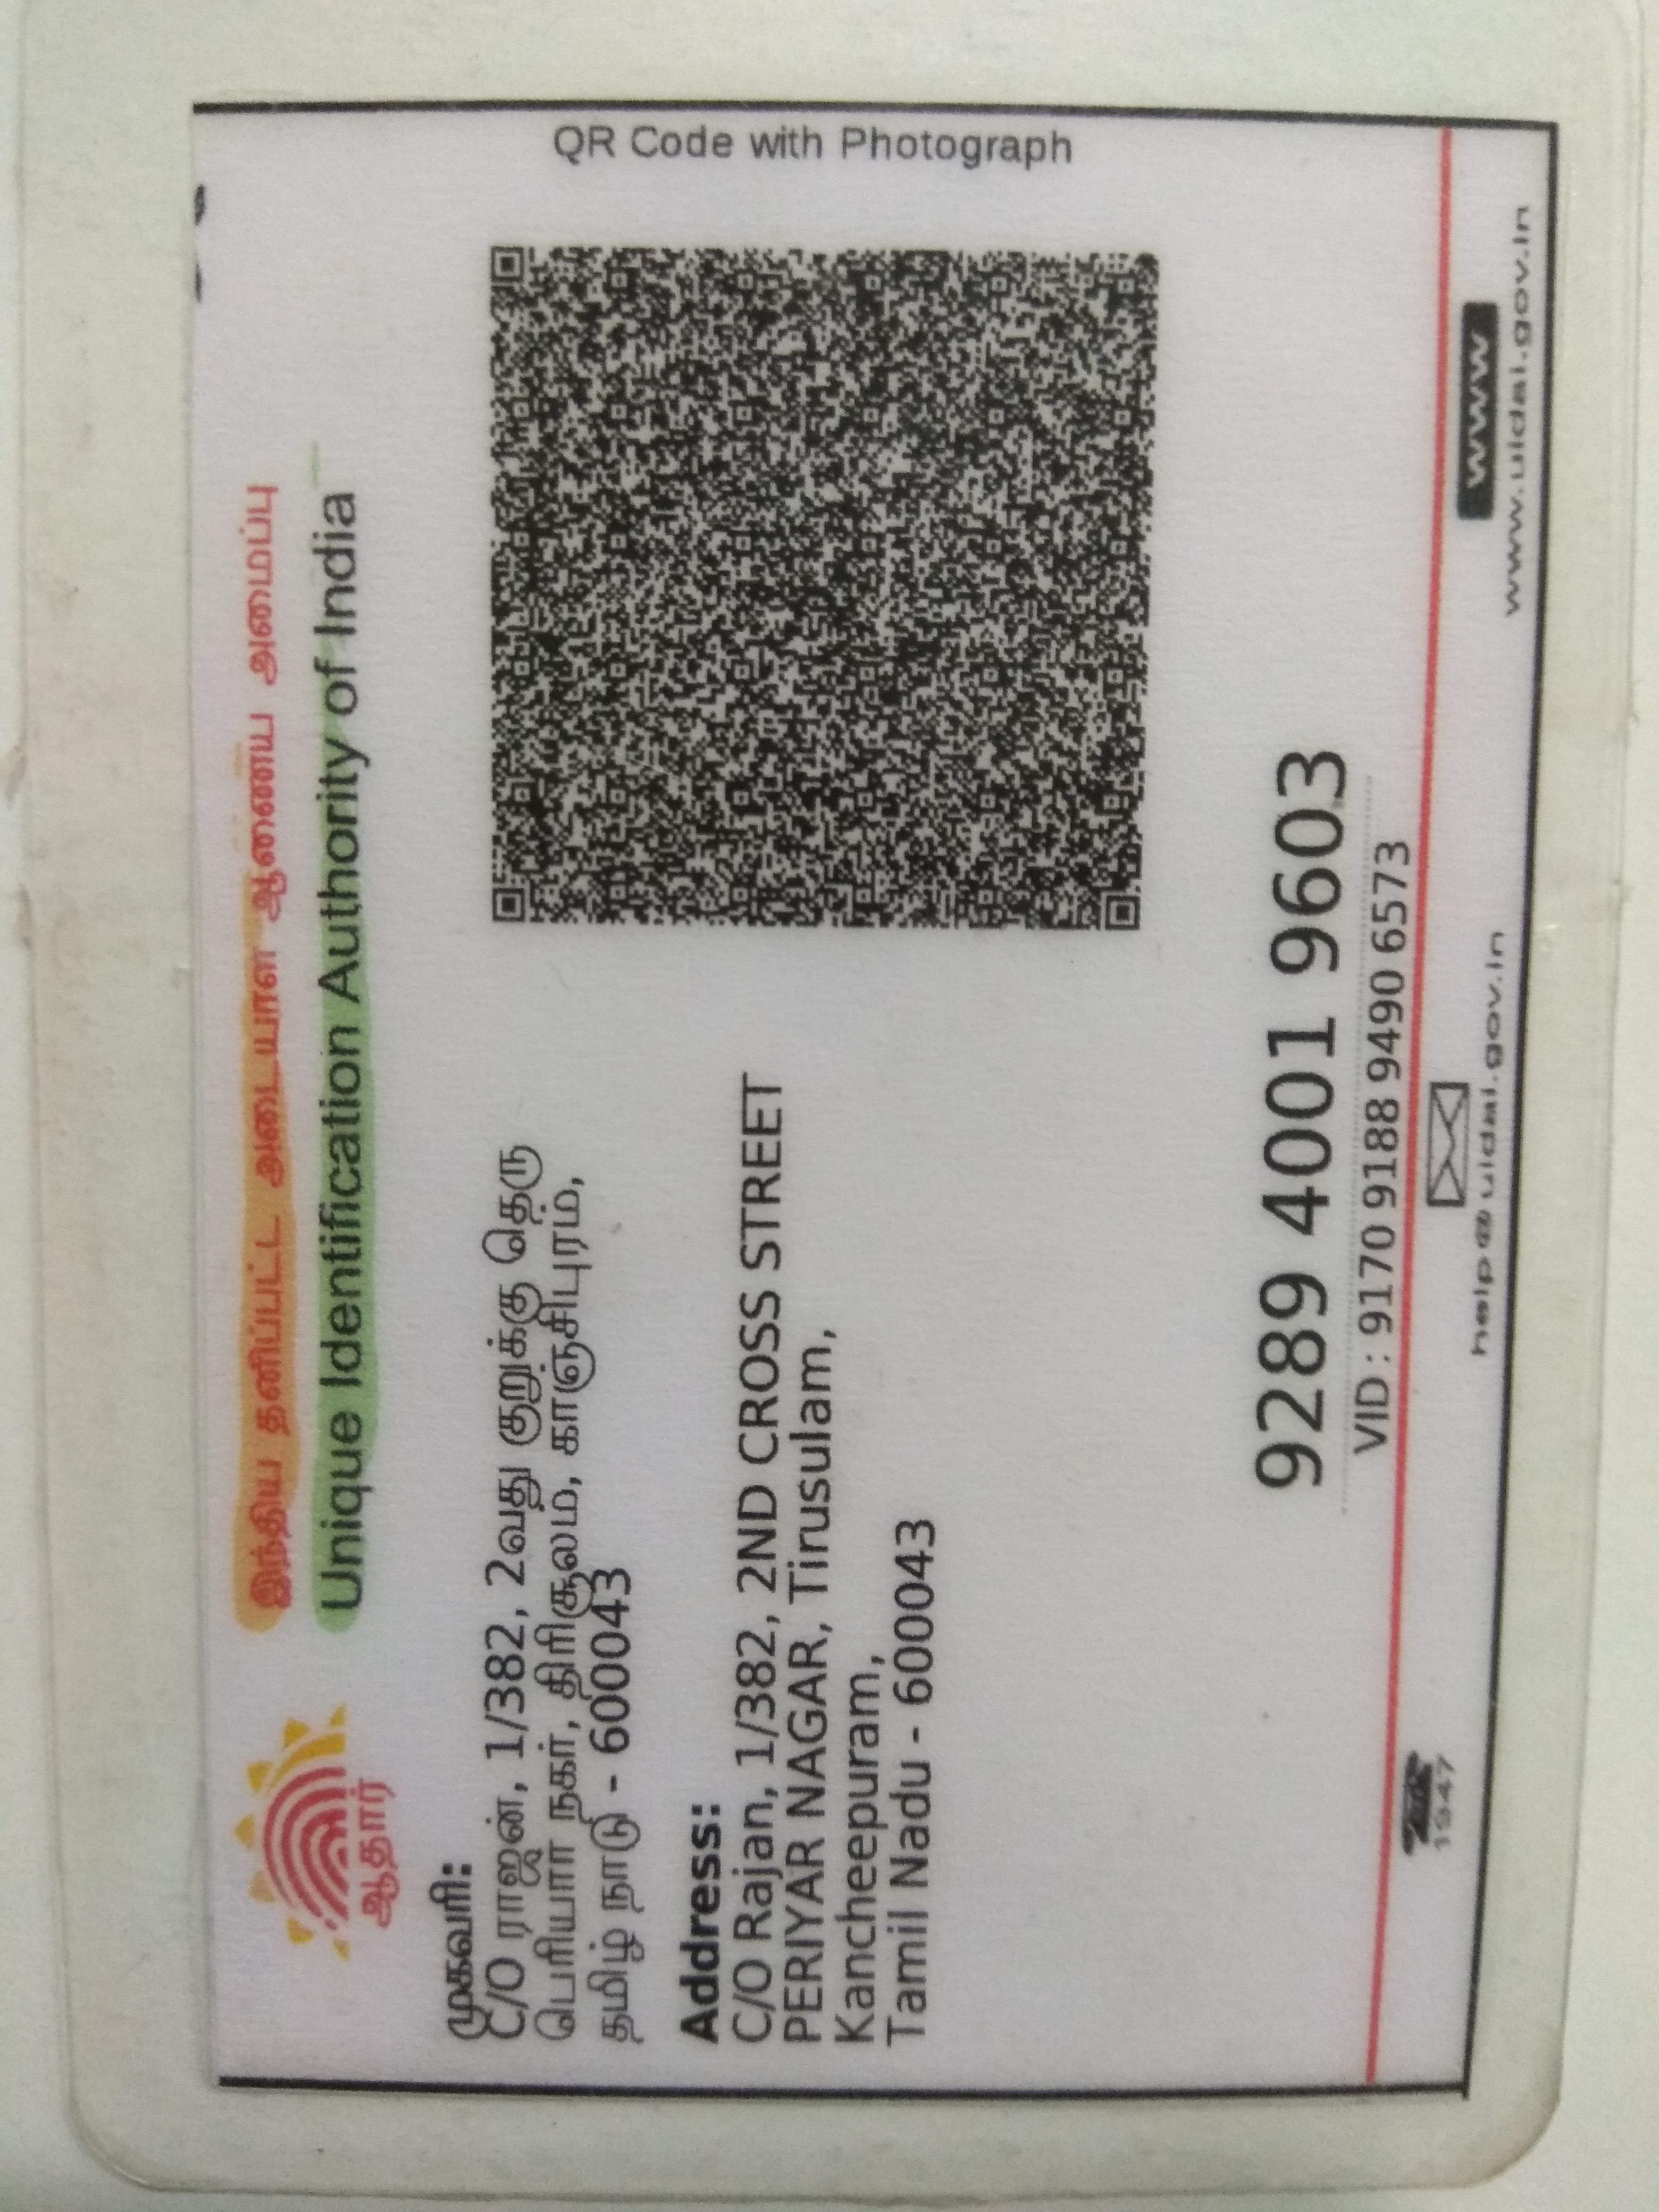 இந்திய தனிப்பட்ட அடையாள ஆணைய அமைப்பு
Unique Identification Authority of India
ஆதார்
முகவரி:
C/O ராஜன், 1/382, 2வது குறுக்கு தெரு
பெரியார் நகர், திரிசூலம், காஞ்சிபுரம்,
தமிழ் நாடு - 600043
Address:
C/O Rajan, 1/382, 2ND CROSS STREET
PERIYAR NAGAR, Tirusulam,
Kancheepuram,
Tamil Nadu - 600043
QR Code with Photograph
9289 4001 9603
VID : 9170 9188 9490 6573
1947
help@uidai.gov.in
www
www.uidai.gov.in